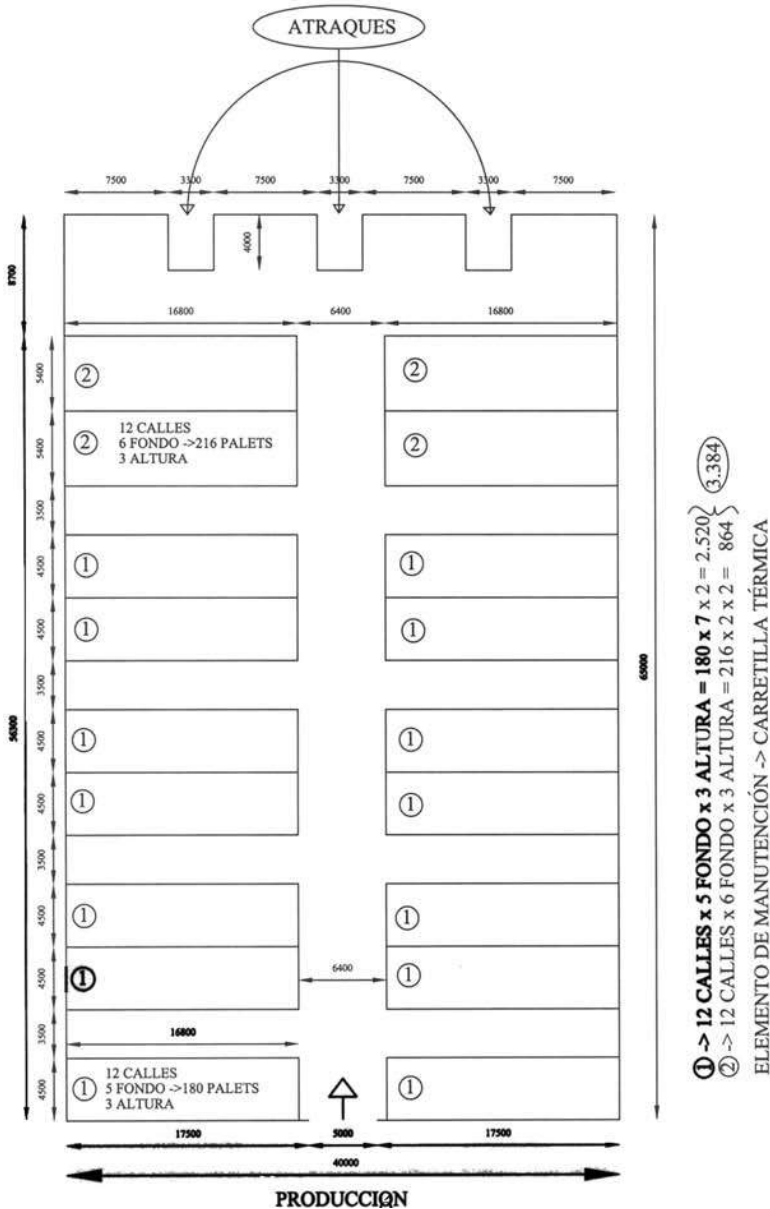 ATRAQUES
7500 3300 7500 3300 7500 3300 7500
4000
8700
16800 6400 16800
5400
② ②
5400
② 12 CALLES
6 FONDO ->216 PALETS
3 ALTURA
②
3500
4500
① ①
4500
① ①
3500
56300
65000
4500
① ①
4500
① ①
3500
4500
① ①
4500
① 6400 ①
3500
16800
4500
① 12 CALLES
5 FONDO ->180 PALETS
3 ALTURA
①
17500 5000 17500
40000
PRODUCCION
① -> 12 CALLES x 5 FONDO x 3 ALTURA = 180 x 7 x 2 = 2.520
② -> 12 CALLES x 6 FONDO x 3 ALTURA = 216 x 2 x 2 = 864
3.384
ELEMENTO DE MANUTENCIÓN -> CARRETILLA TÉRMICA